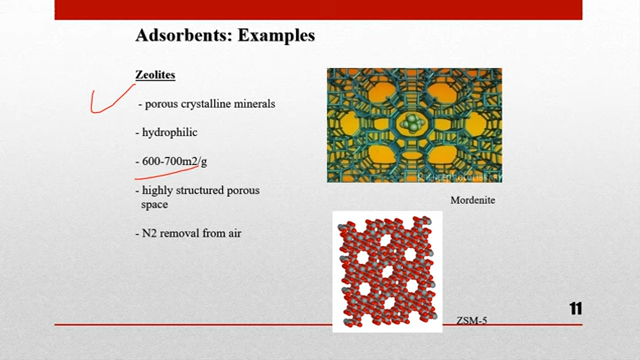 Adsorbents: Examples
Zeolites
- porous crystalline minerals
- hydrophilic
- 600-700m2/g
- highly structured porous
space
- N2 removal from air
Mordenite
ZSM-5
11